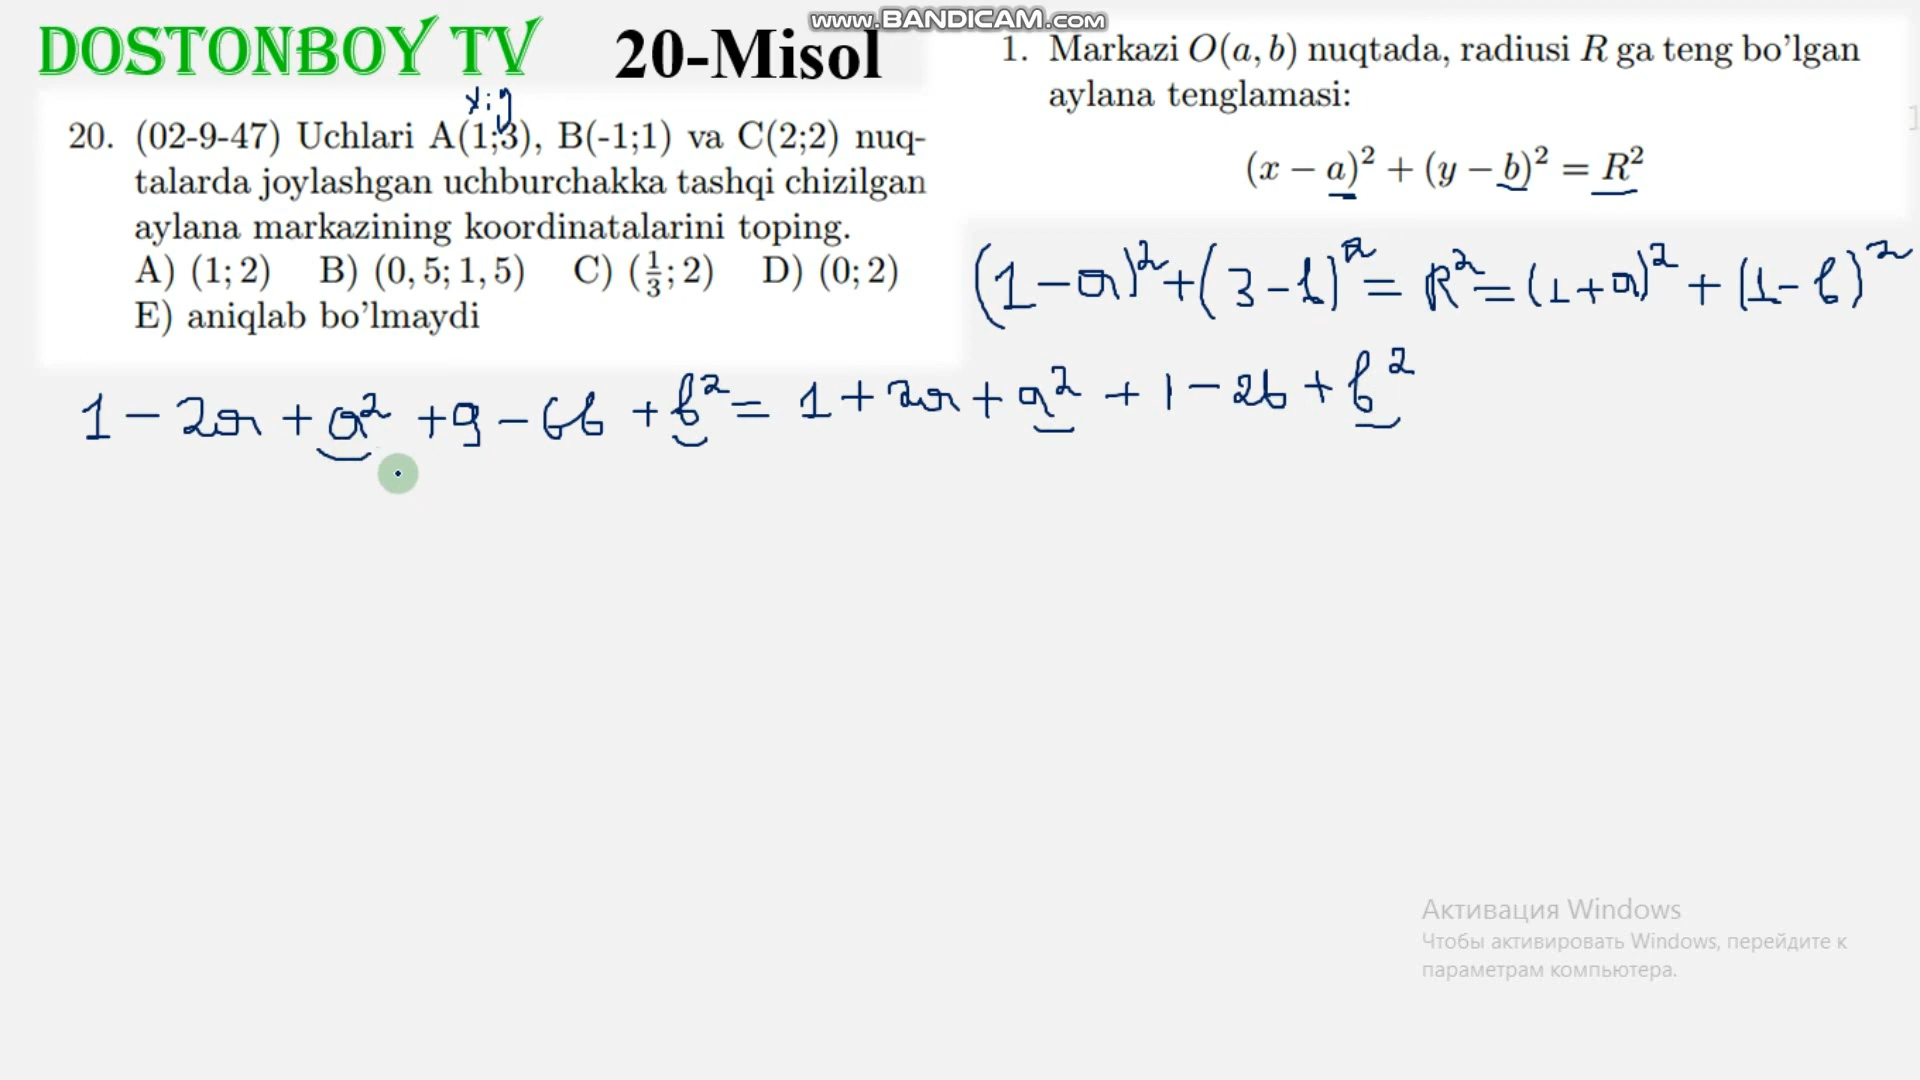 www.BANDICAM.com
DOSTONBOY TV
20-Misol
x;y
20. (02-9-47) Uchlari A(1;3), B(-1;1) va C(2;2) nuq-
talarda joylashgan uchburchakka tashqi chizilgan
aylana markazining koordinatalarini toping.
A) (1; 2) B) (0, 5; 1, 5) C) (1/3; 2) D) (0; 2)
E) aniqlab bo'lmaydi
1. Markazi O(a, b) nuqtada, radiusi R ga teng bo'lgan
aylana tenglamasi:
(x − a)² + (y − b)² = R²
(1−a)²+(3−b)² = R² = (1+a)² + (1−b)²
1 − 2a + a² + 9 − 6b + b² = 1 + 2a + a² + 1 − 2b + b²
Активация Windows
Чтобы активировать Windows, перейдите к
параметрам компьютера.